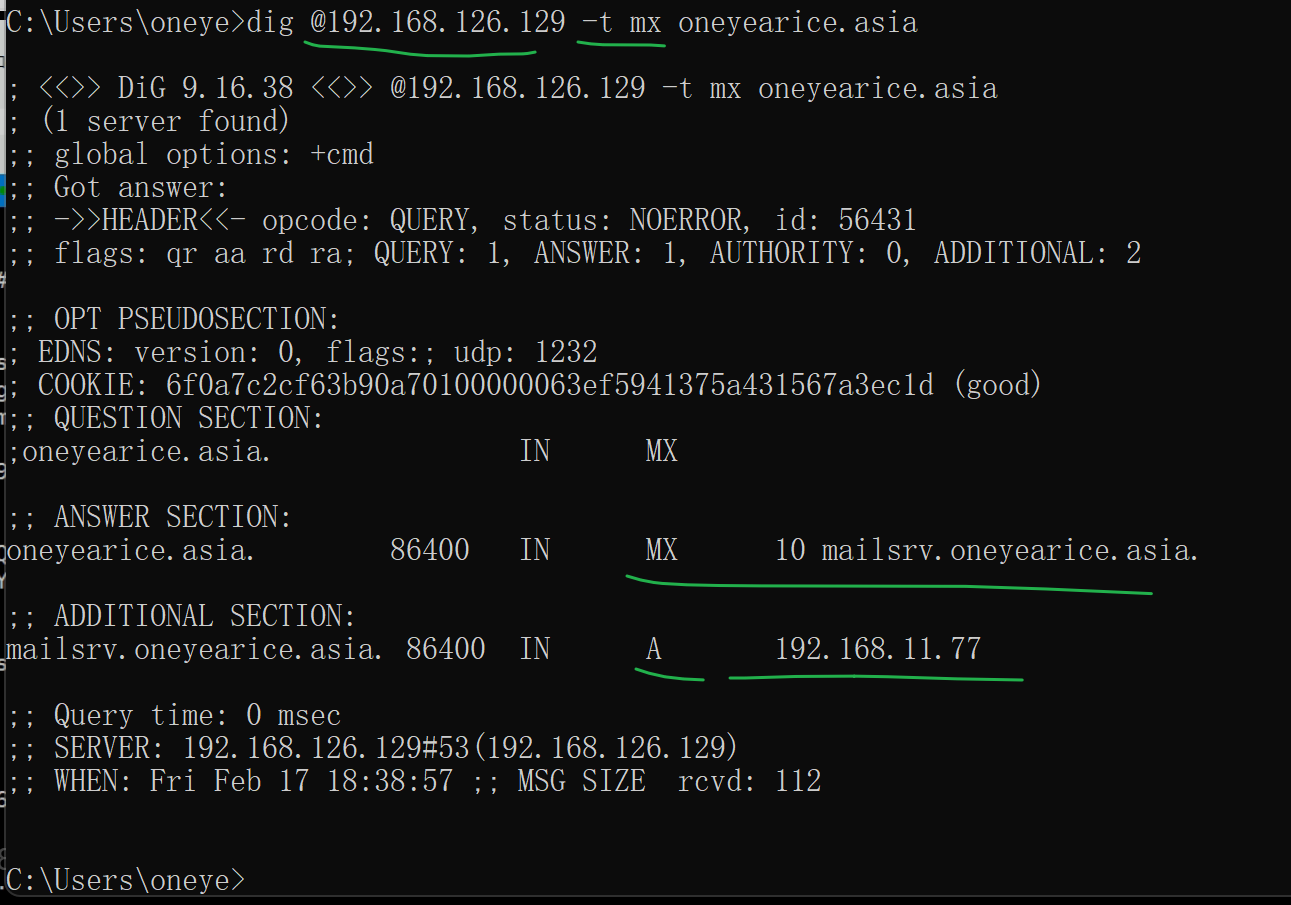 C:\Users\oneye>dig @192.168.126.129 -t mx oneyearice.asia
; <<>> DiG 9.16.38 <<>> @192.168.126.129 -t mx oneyearice.asia
; (1 server found)
;; global options: +cmd
;; Got answer:
;; ->>HEADER<<- opcode: QUERY, status: NOERROR, id: 56431
;; flags: qr aa rd ra; QUERY: 1, ANSWER: 1, AUTHORITY: 0, ADDITIONAL: 2
;; OPT PSEUDOSECTION:
; EDNS: version: 0, flags:; udp: 1232
; COOKIE: 6f0a7c2cf63b90a70100000063ef5941375a431567a3ec1d (good)
;; QUESTION SECTION:
;oneyearice.asia. IN MX
;; ANSWER SECTION:
oneyearice.asia. 86400 IN MX 10 mailsrv.oneyearice.asia.
;; ADDITIONAL SECTION:
mailsrv.oneyearice.asia. 86400 IN A 192.168.11.77
;; Query time: 0 msec
;; SERVER: 192.168.126.129#53(192.168.126.129)
;; WHEN: Fri Feb 17 18:38:57 ;; MSG SIZE rcvd: 112
C:\Users\oneye>